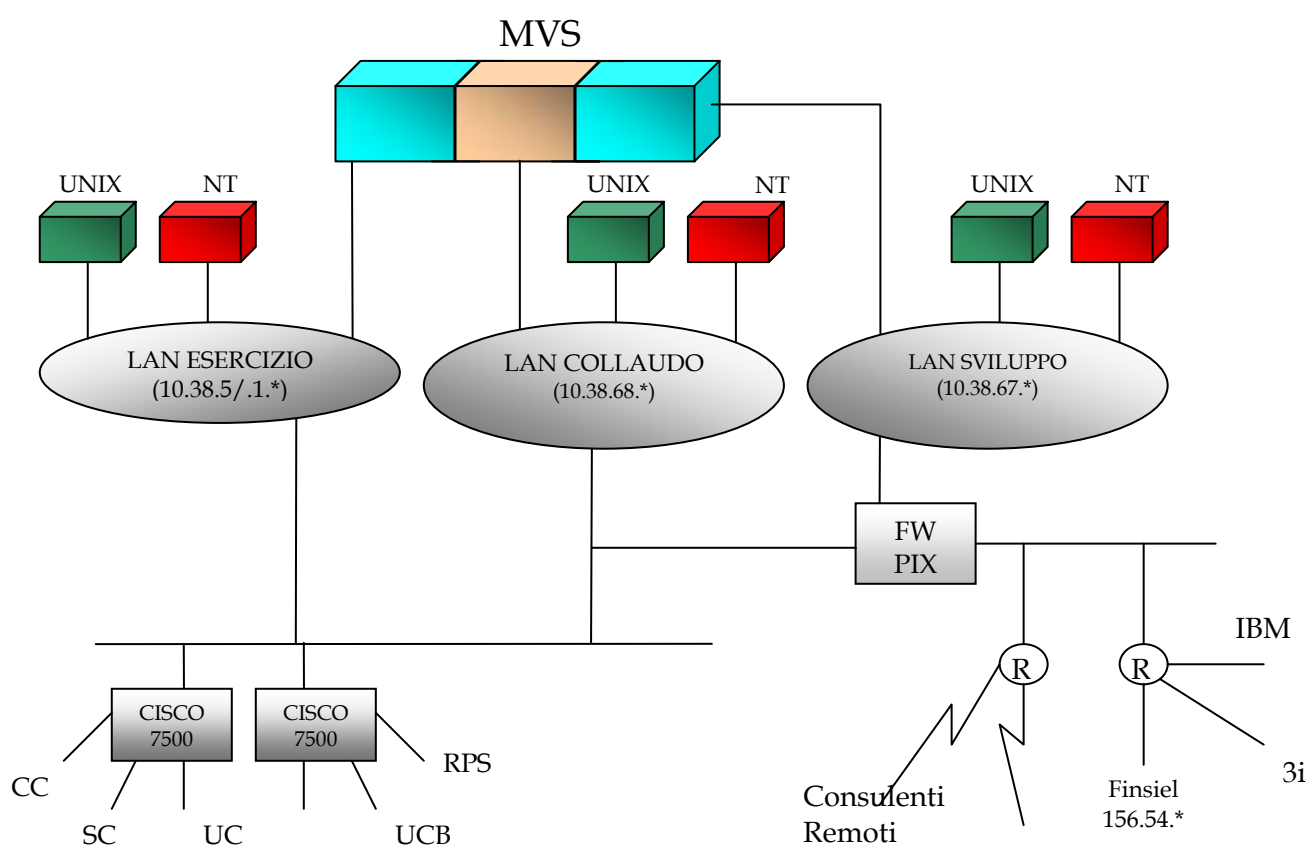 MVS
UNIX
NT
UNIX
NT
UNIX
NT
LAN ESERCIZIO
(10.38.5/.1.*)
LAN COLLAUDO
(10.38.68.*)
LAN SVILUPPO
(10.38.67.*)
FW
PIX
IBM
R
R
CISCO
7500
CISCO
7500
RPS
CC
3i
Consulenti
Remoti
Finsiel
156.54.*
SC
UC
UCB